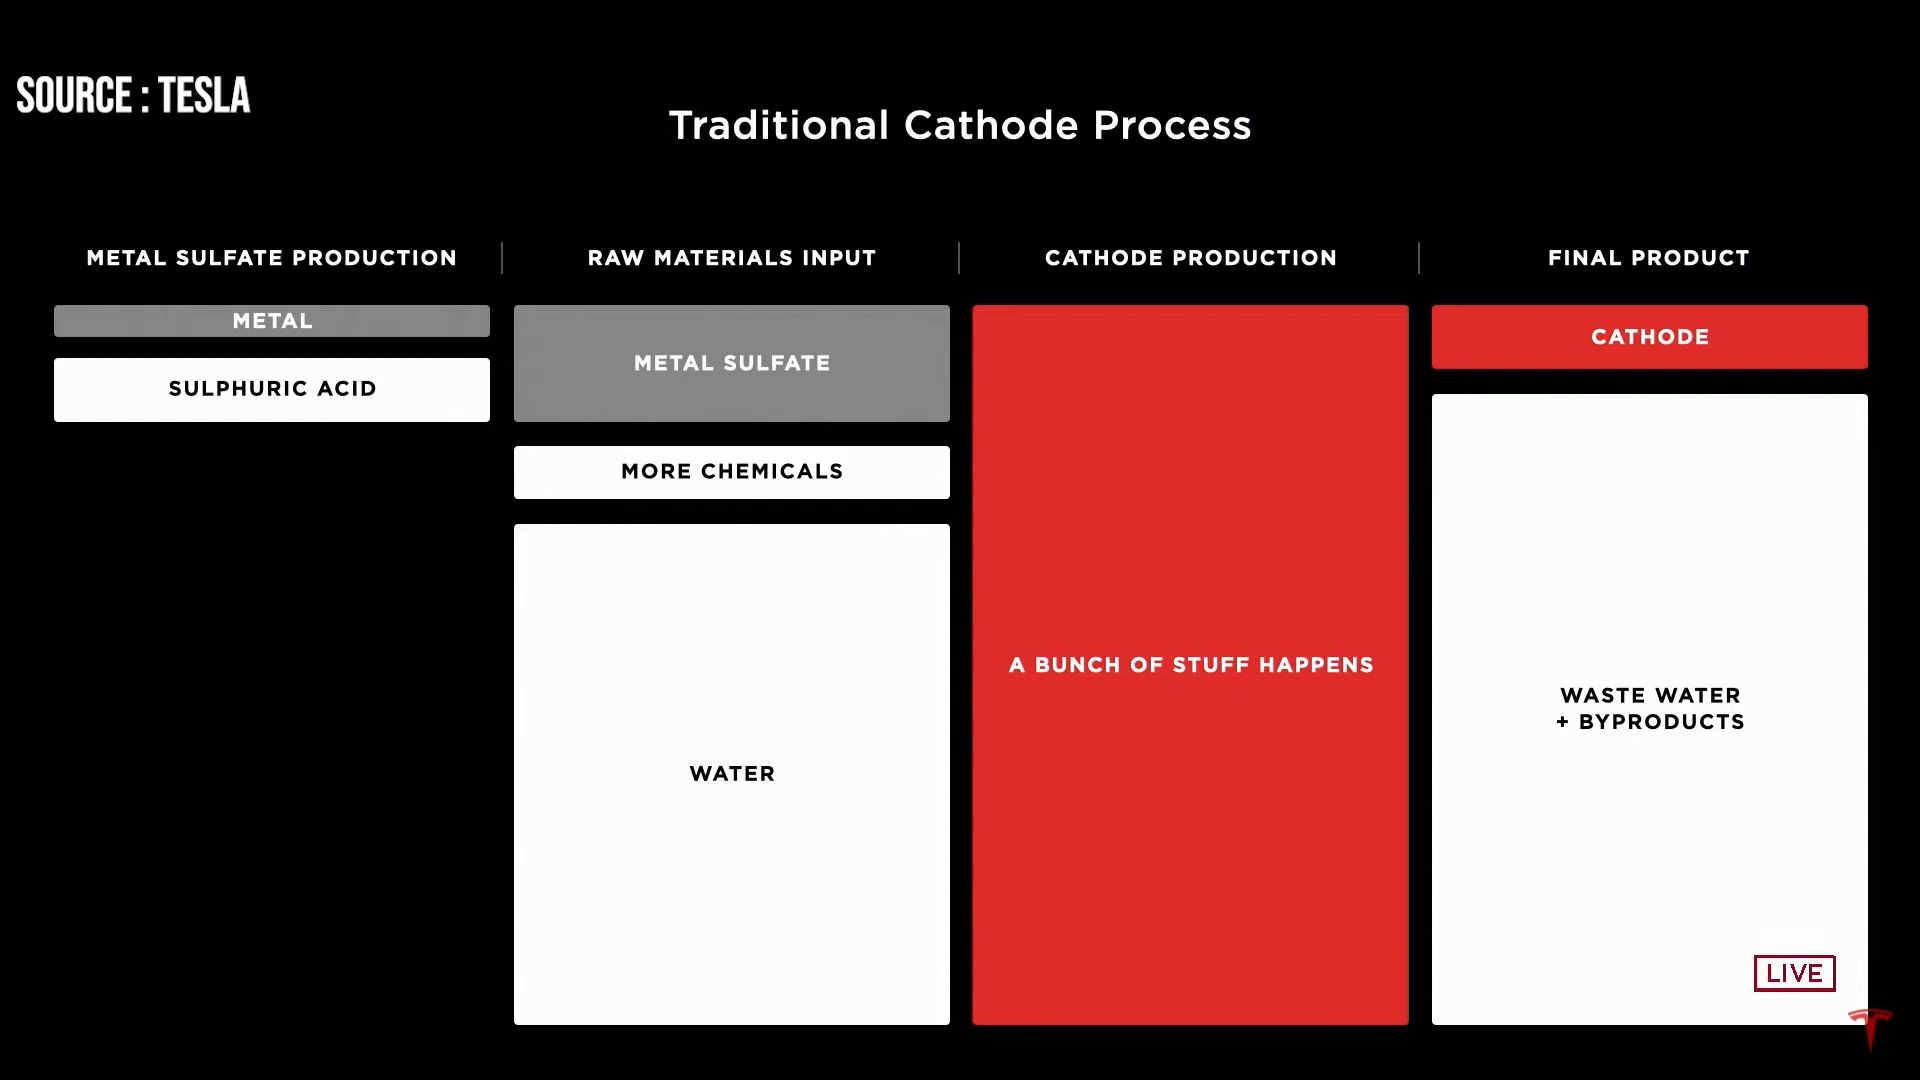 SOURCE : TESLA
Traditional Cathode Process
METAL SULFATE PRODUCTION
RAW MATERIALS INPUT
CATHODE PRODUCTION
FINAL PRODUCT
METAL
SULPHURIC ACID
METAL SULFATE
MORE CHEMICALS
WATER
A BUNCH OF STUFF HAPPENS
CATHODE
WASTE WATER
+ BYPRODUCTS
LIVE